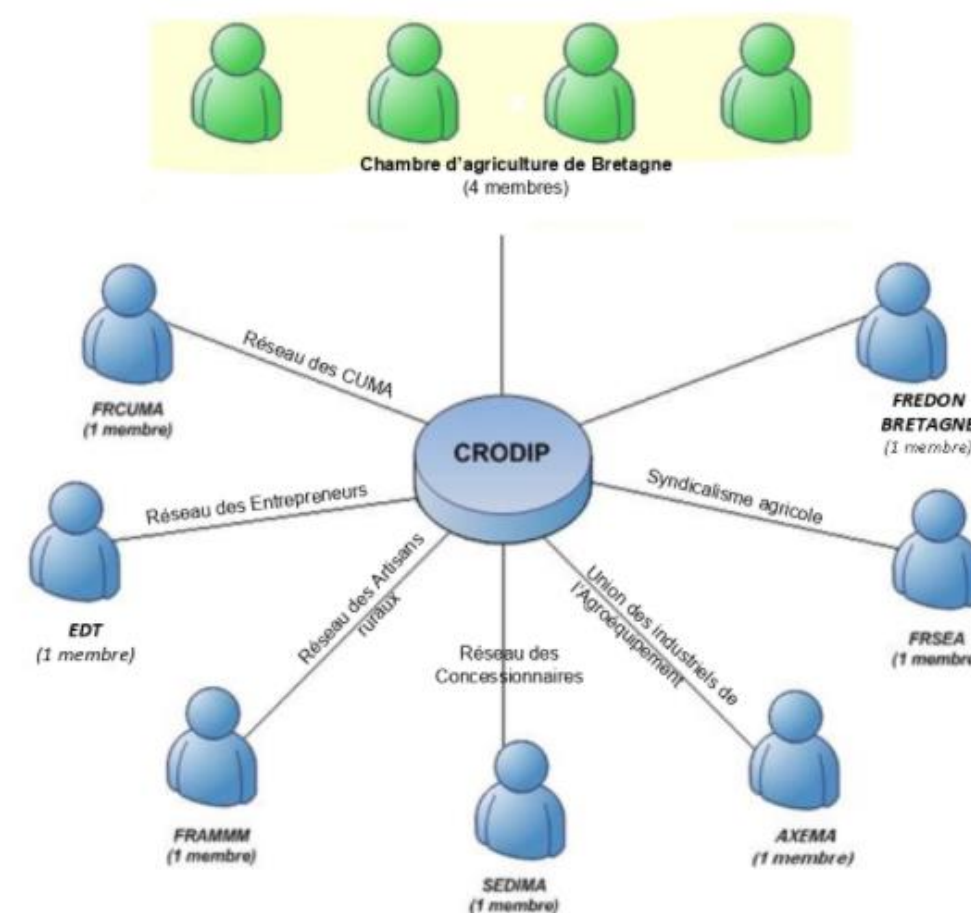 Chambre d'agriculture de Bretagne
(4 membres)
Réseau des CUMA
FRCUMA
(1 membre)
FREDON
BRETAGNE
(1 membre)
CRODIP
Réseau des Entrepreneurs
Syndicalisme agricole
EDT
(1 membre)
Réseau des Artisans
ruraux
Réseau des
Concessionnaires
Union des industriels de
l'Agroéquipement
FRSEA
(1 membre
FRAMMM
(1 membre)
SEDIMA
(1 membre)
AXEMA
(1 membre)